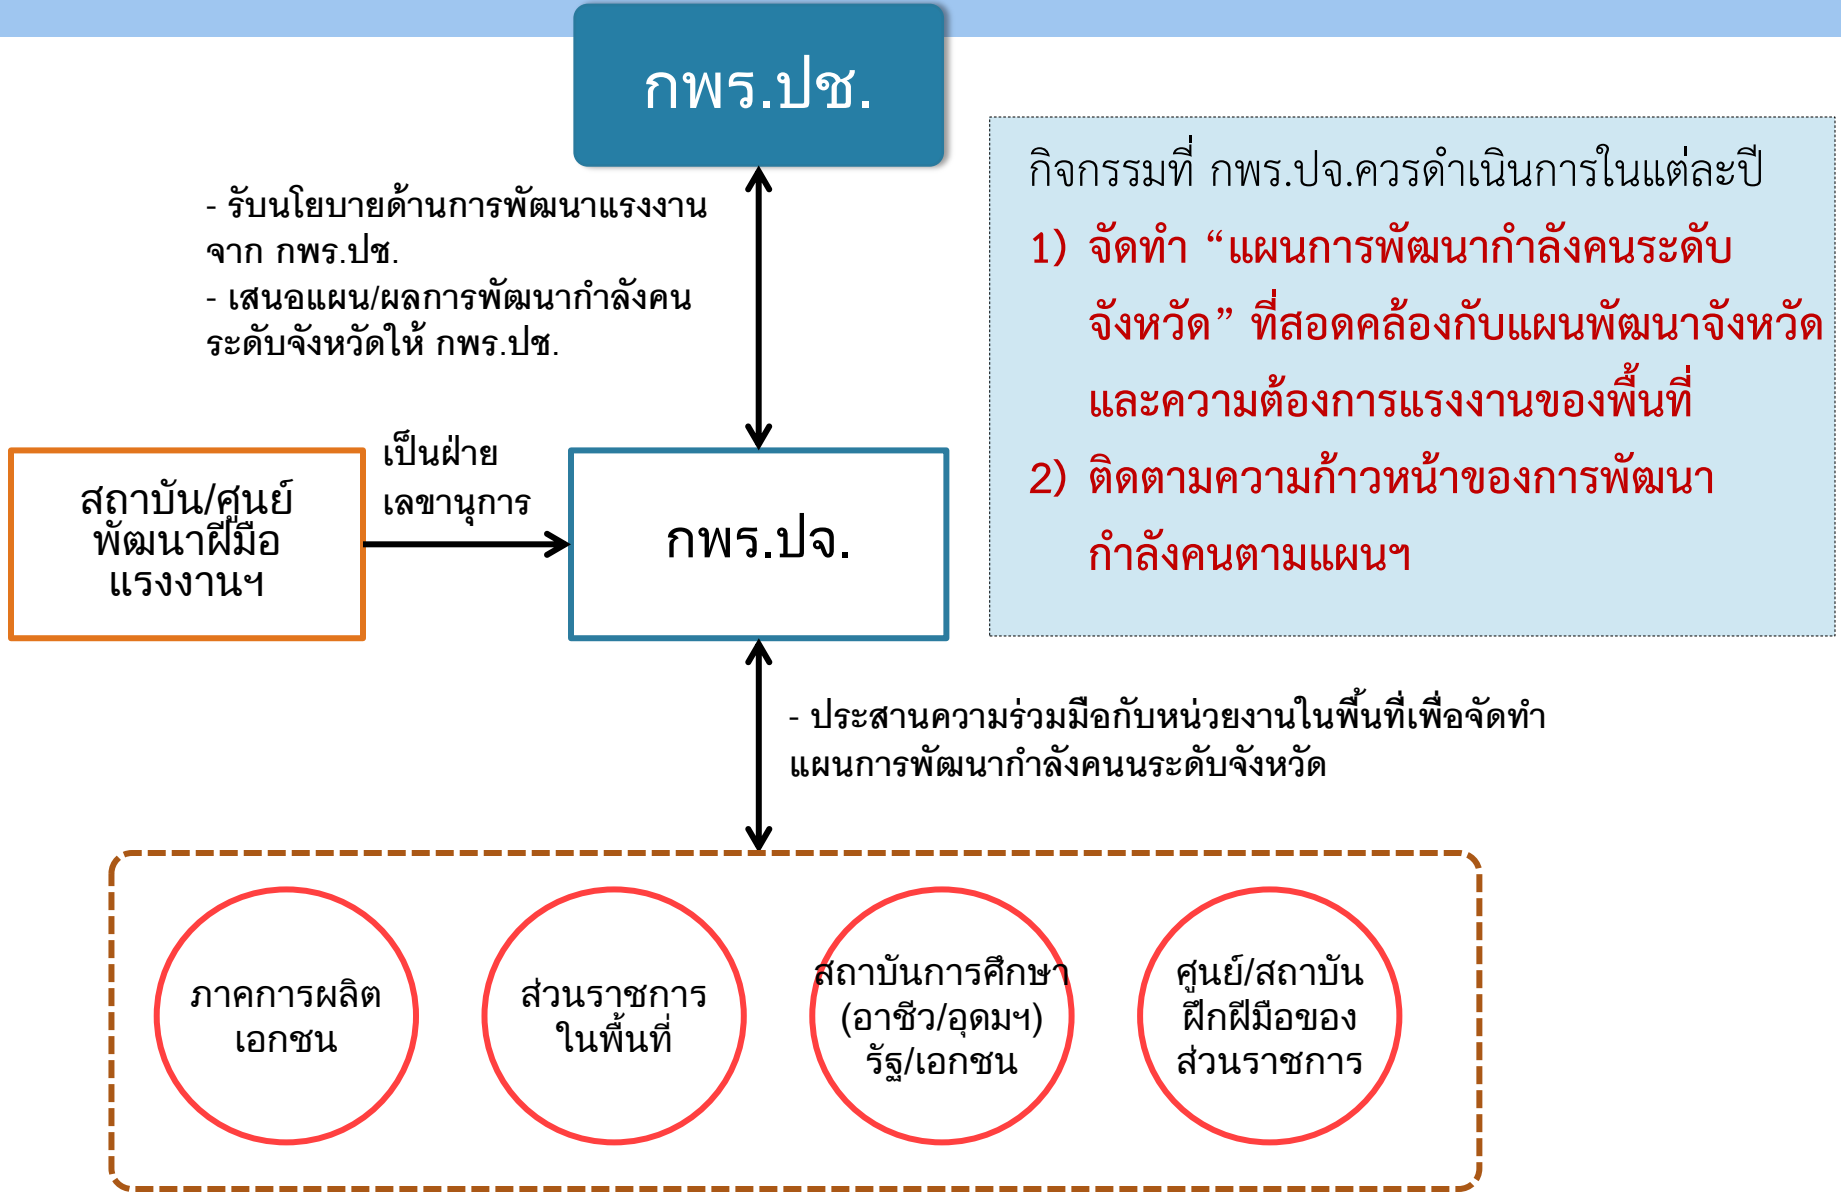 กพร.ปช.
- รับนโยบายด้านการพัฒนาแรงงาน
จาก กพร.ปช.
- เสนอแผน/ผลการพัฒนากำลังคน
ระดับจังหวัดให้ กพร.ปช.
กิจกรรมที่ กพร.ปจ.ควรดำเนินการในแต่ละปี
1) จัดทำ “แผนการพัฒนากำลังคนระดับ
จังหวัด” ที่สอดคล้องกับแผนพัฒนาจังหวัด
และความต้องการแรงงานของพื้นที่
2) ติดตามความก้าวหน้าของการพัฒนา
กำลังคนตามแผนฯ
สถาบัน/ศูนย์
พัฒนาฝีมือ
แรงงานฯ
เป็นฝ่าย
เลขานุการ
กพร.ปจ.
- ประสานความร่วมมือกับหน่วยงานในพื้นที่เพื่อจัดทำ
แผนการพัฒนากำลังคนนระดับจังหวัด
ภาคการผลิต
เอกชน
ส่วนราชการ
ในพื้นที่
สถาบันการศึกษา
(อาชีว/อุดมฯ)
รัฐ/เอกชน
ศูนย์/สถาบัน
ฝึกฝีมือของ
ส่วนราชการ